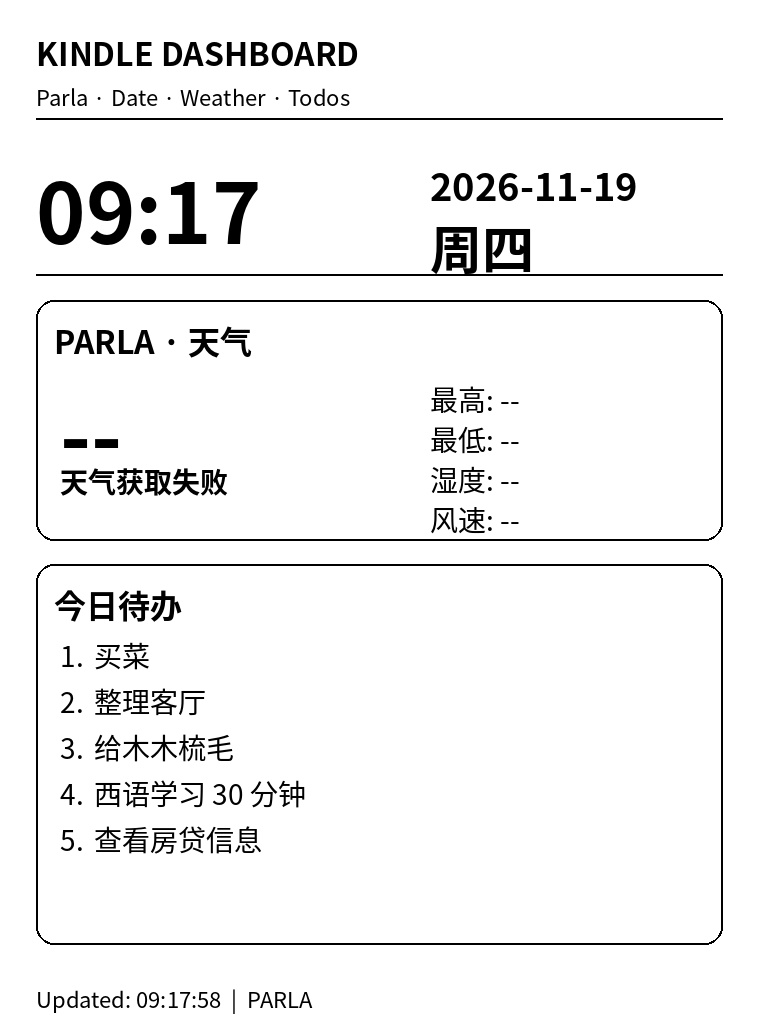 KINDLE DASHBOARD
Parla · Date · Weather · Todos
09:17
2026-11-19
周四
PARLA · 天气
--
天气获取失败
最高: --
最低: --
湿度: --
风速: --
今日待办
1. 买菜
2. 整理客厅
3. 给木木梳毛
4. 西语学习 30 分钟
5. 查看房贷信息
Updated: 09:17:58 | PARLA